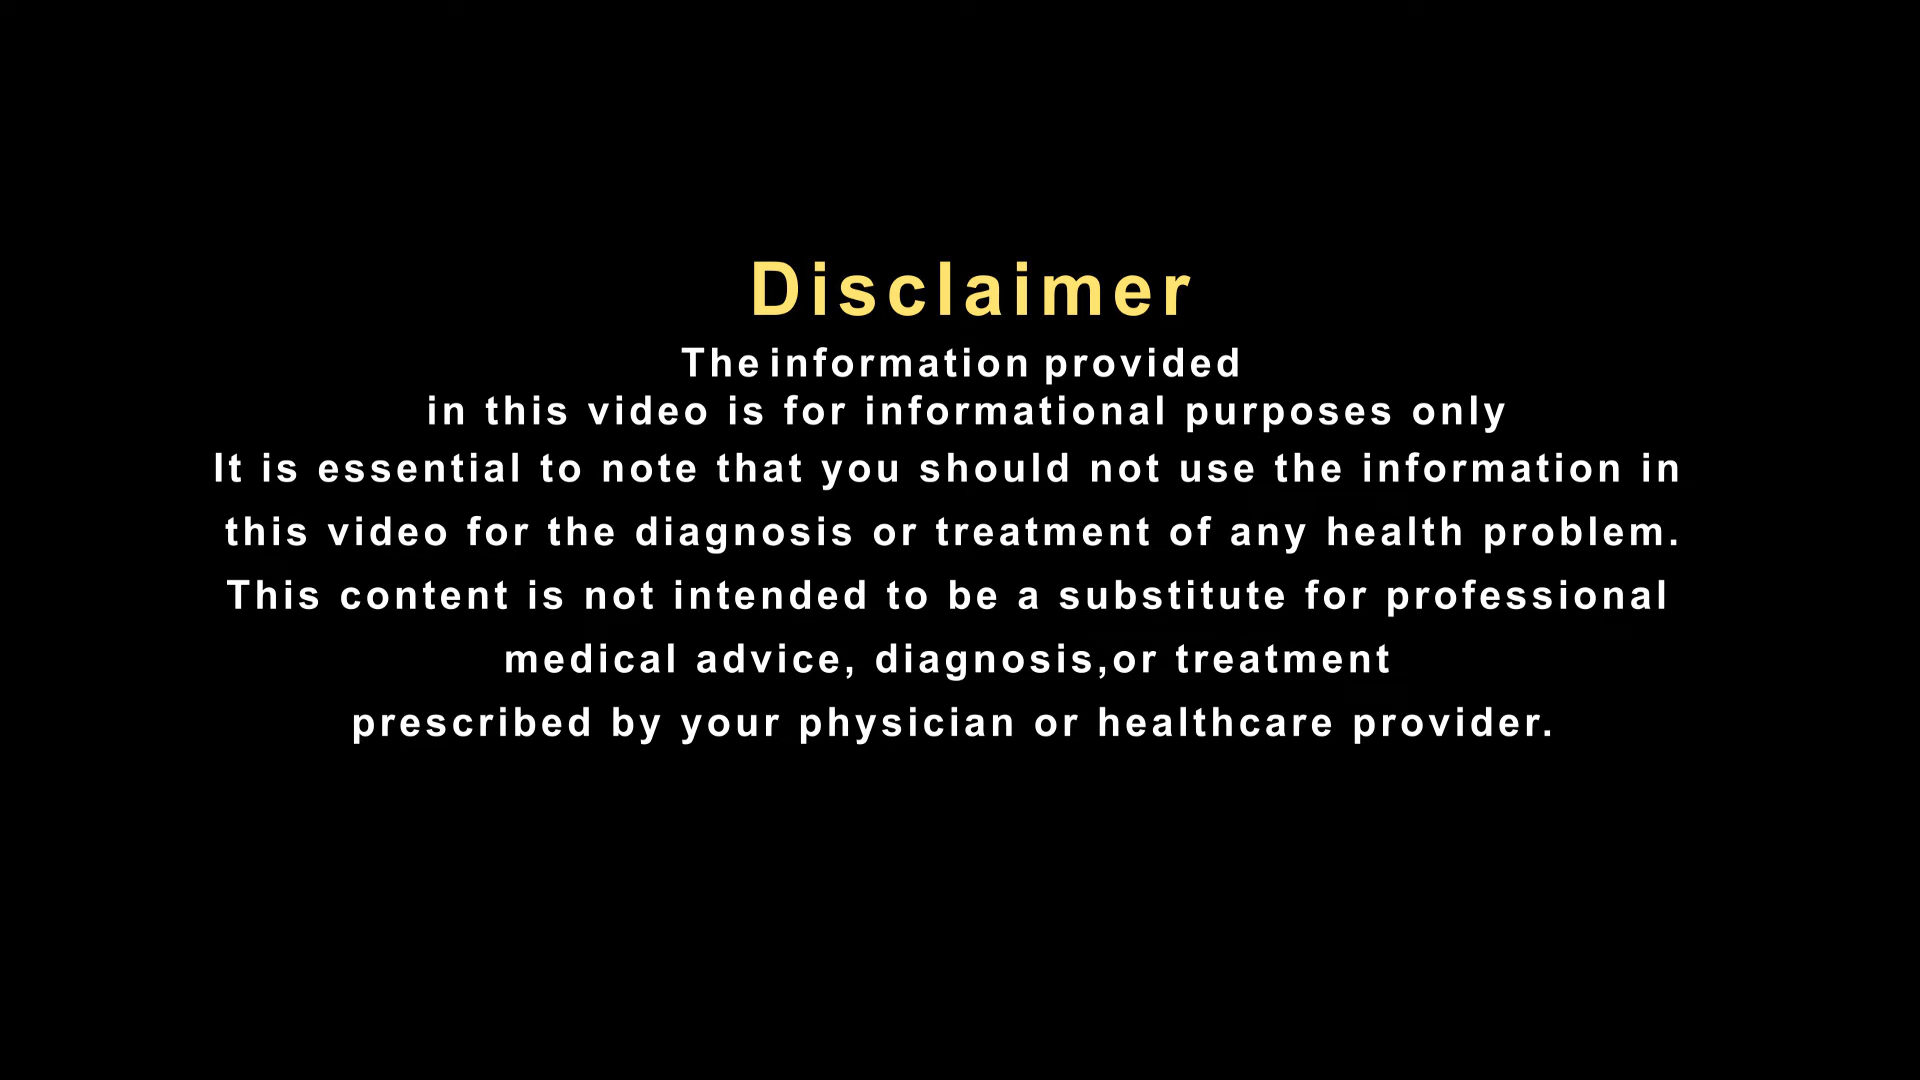 Disclaimer
The information provided
in this video is for informational purposes only
It is essential to note that you should not use the information in
this video for the diagnosis or treatment of any health problem.
This content is not intended to be a substitute for professional
medical advice, diagnosis,or treatment
prescribed by your physician or healthcare provider.